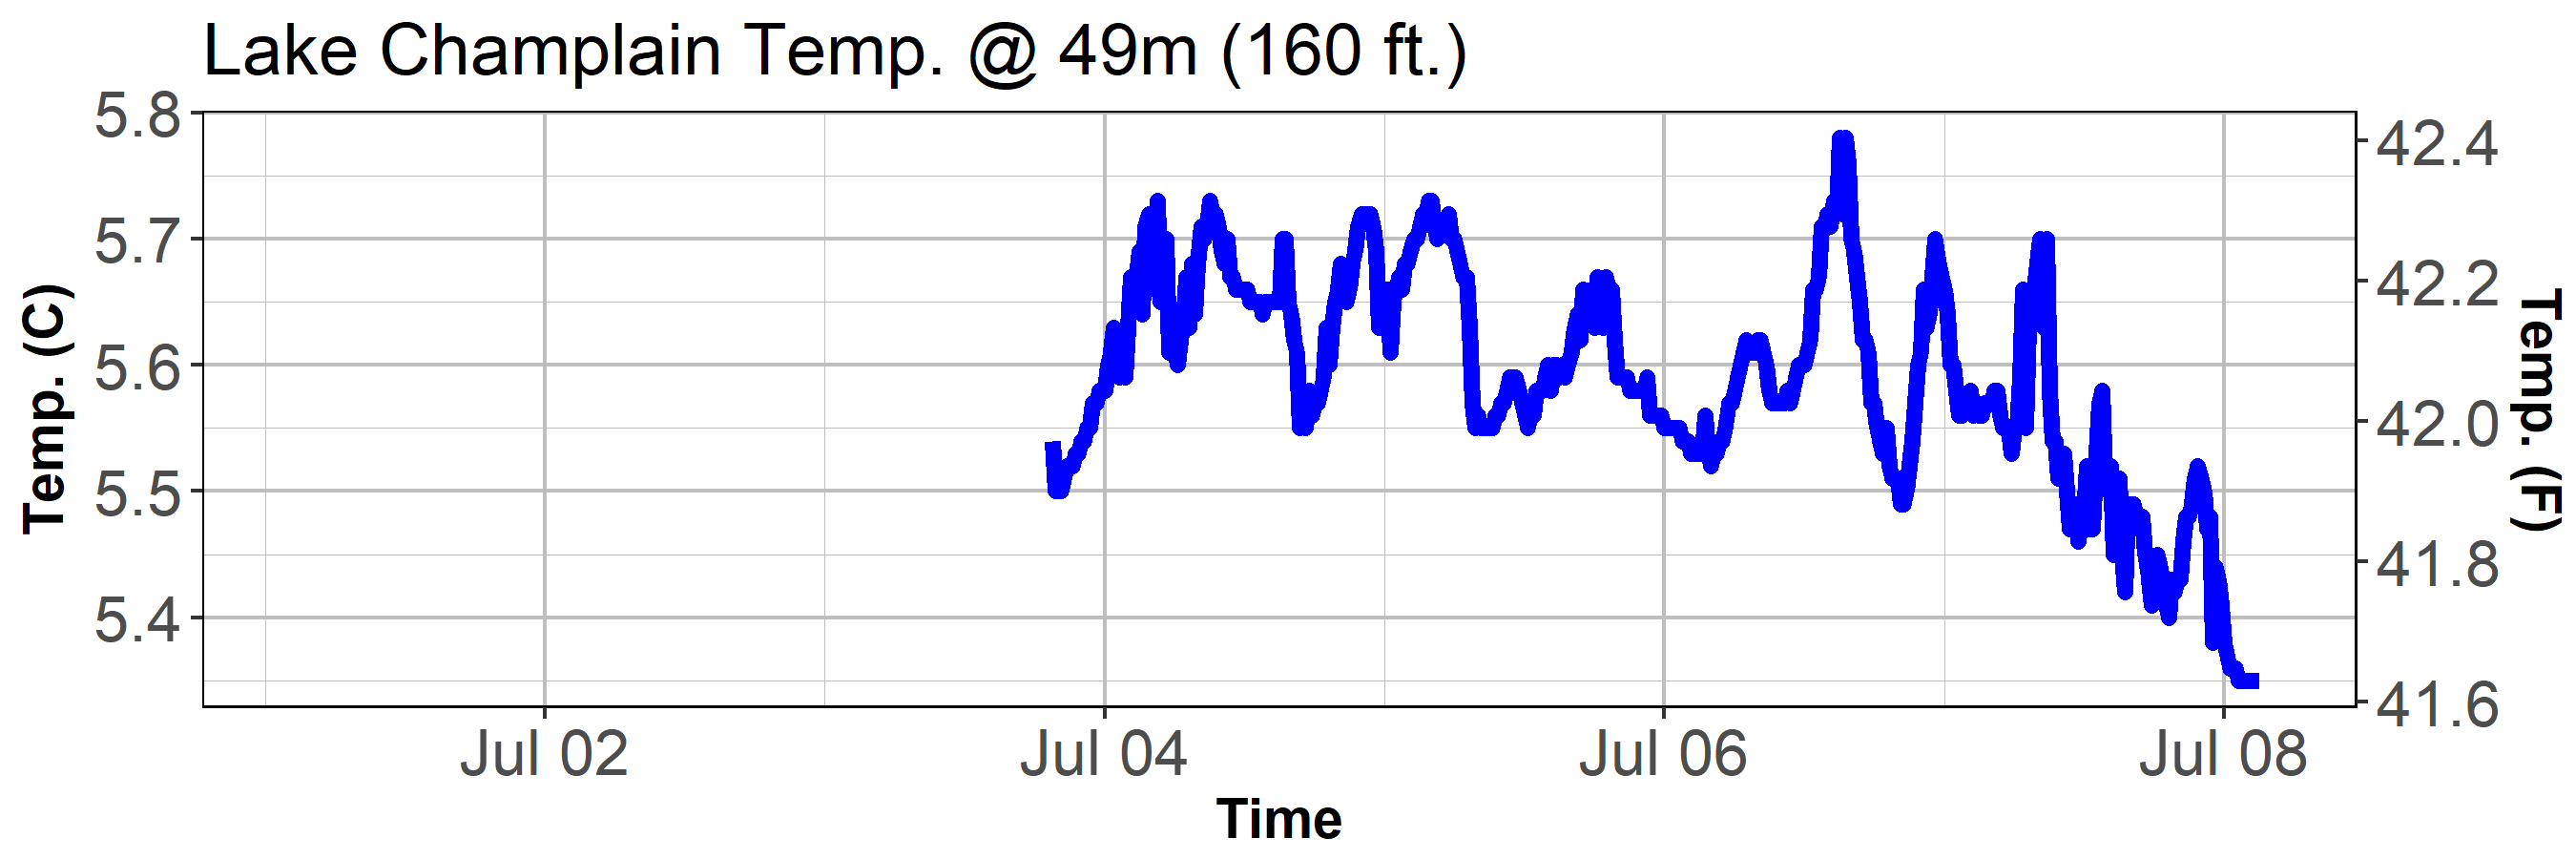 Lake Champlain Temp. @ 49m (160 ft.)
5.8
5.7
5.6
5.5
5.4
Temp. (C)
42.4
42.2
42.0
41.8
41.6
Temp. (F)
Jul 02 Jul 04 Jul 06 Jul 08
Time